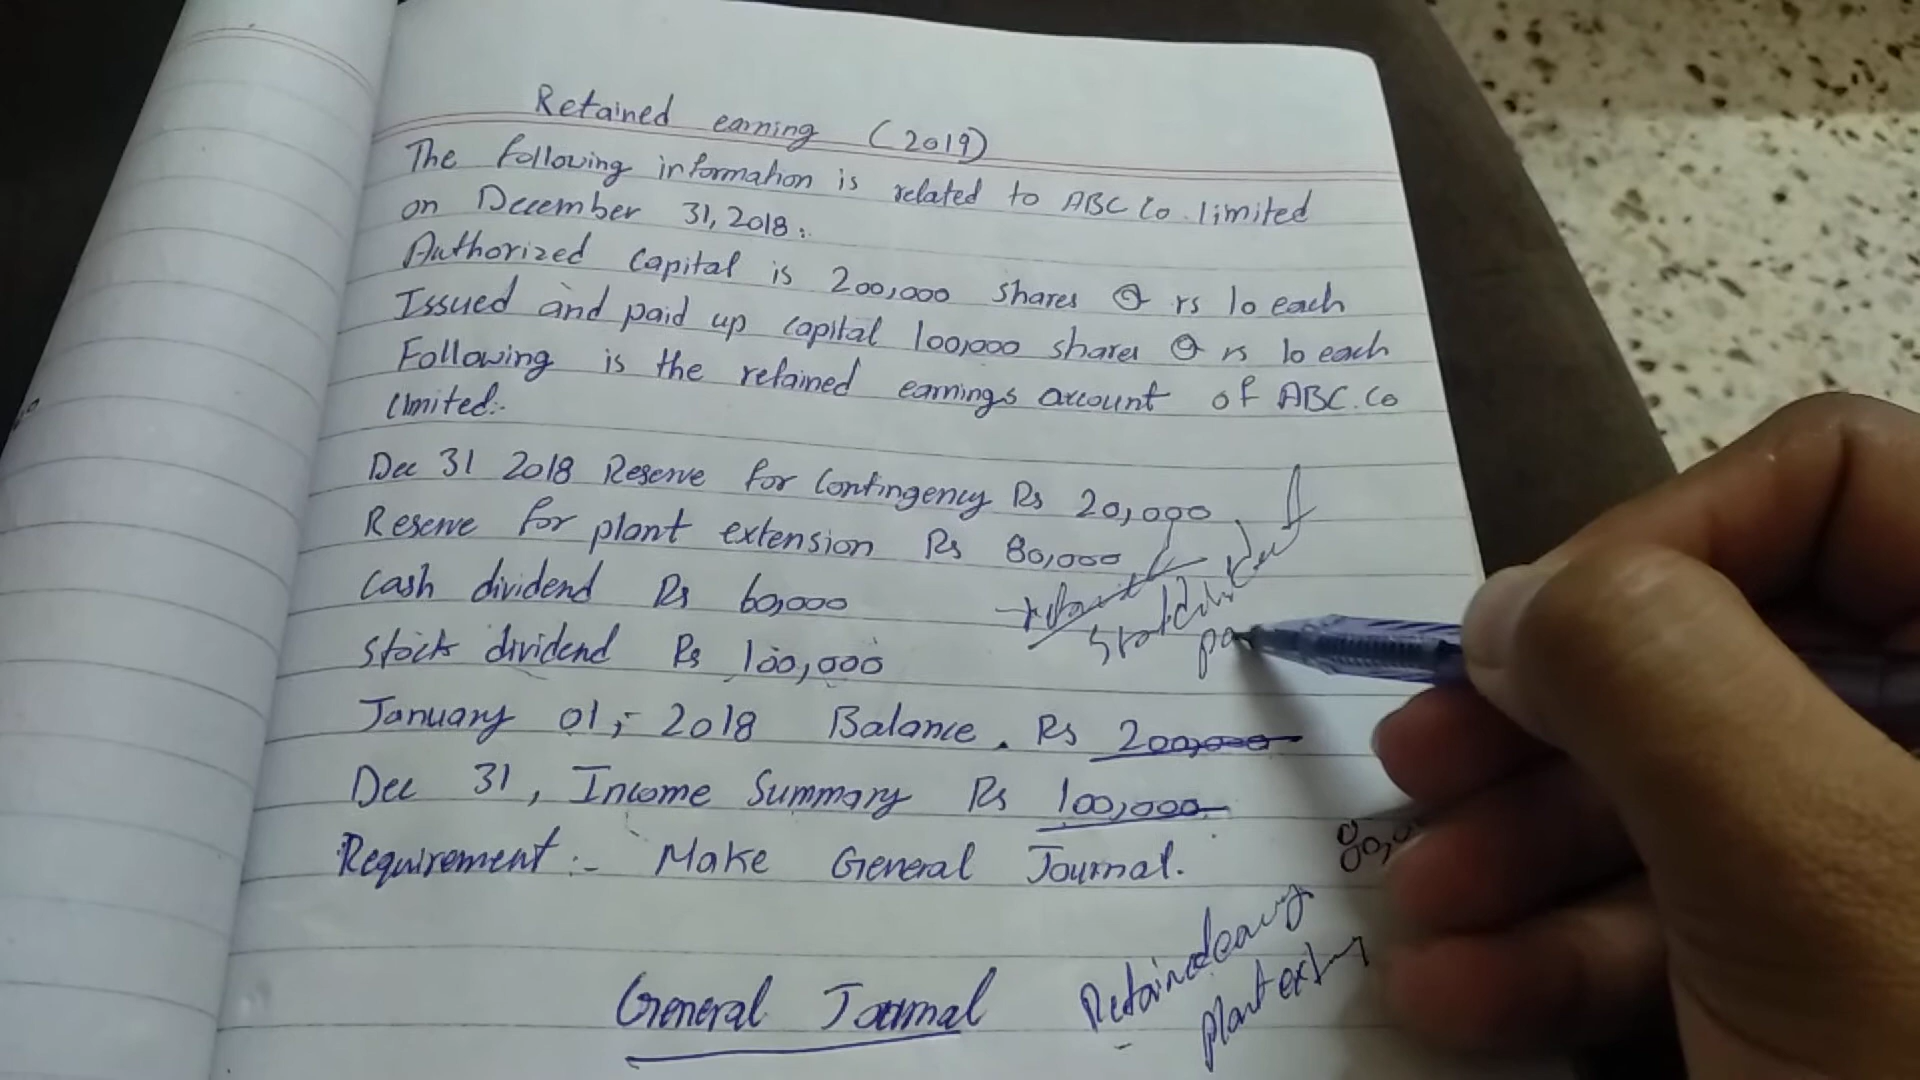 Retained earning (2019)
The following information is related to ABC Co. limited
on December 31, 2018:
Authorized capital is 200,000 shares @ rs 10 each
Issued and paid up capital 100,000 shares @ rs 10 each
Following is the retained earnings account of ABC. Co
limited:-
Dec 31 2018 Reserve for contingency Rs 20,000
Reserve for plant extension Rs 80,000
cash dividend Rs 60,000
stock dividend Rs 100,000
January 01, 2018 Balance. Rs 200,000
Dec 31, Income Summary Rs 100,000
Requirement:- Make General Journal.
General Journal